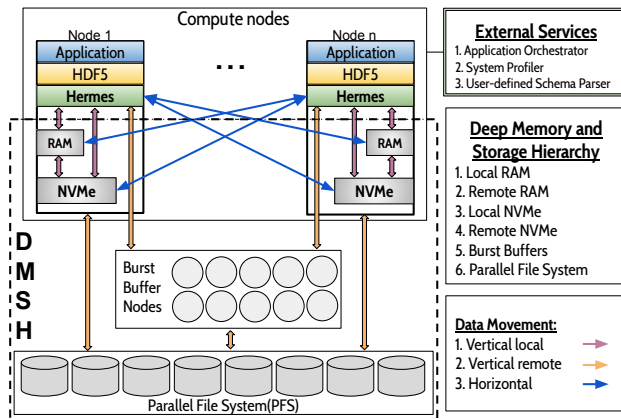 Compute nodes
Node 1
Application
HDF5
Hermes
RAM
NVMe
...
Node n
Application
HDF5
Hermes
RAM
NVMe
D
M
S
H
Burst
Buffer
Nodes
Parallel File System(PFS)
External Services
1. Application Orchestrator
2. System Profiler
3. User-defined Schema Parser
Deep Memory and
Storage Hierarchy
1. Local RAM
2. Remote RAM
3. Local NVMe
4. Remote NVMe
5. Burst Buffers
6. Parallel File System
Data Movement:
1. Vertical local
2. Vertical remote
3. Horizontal